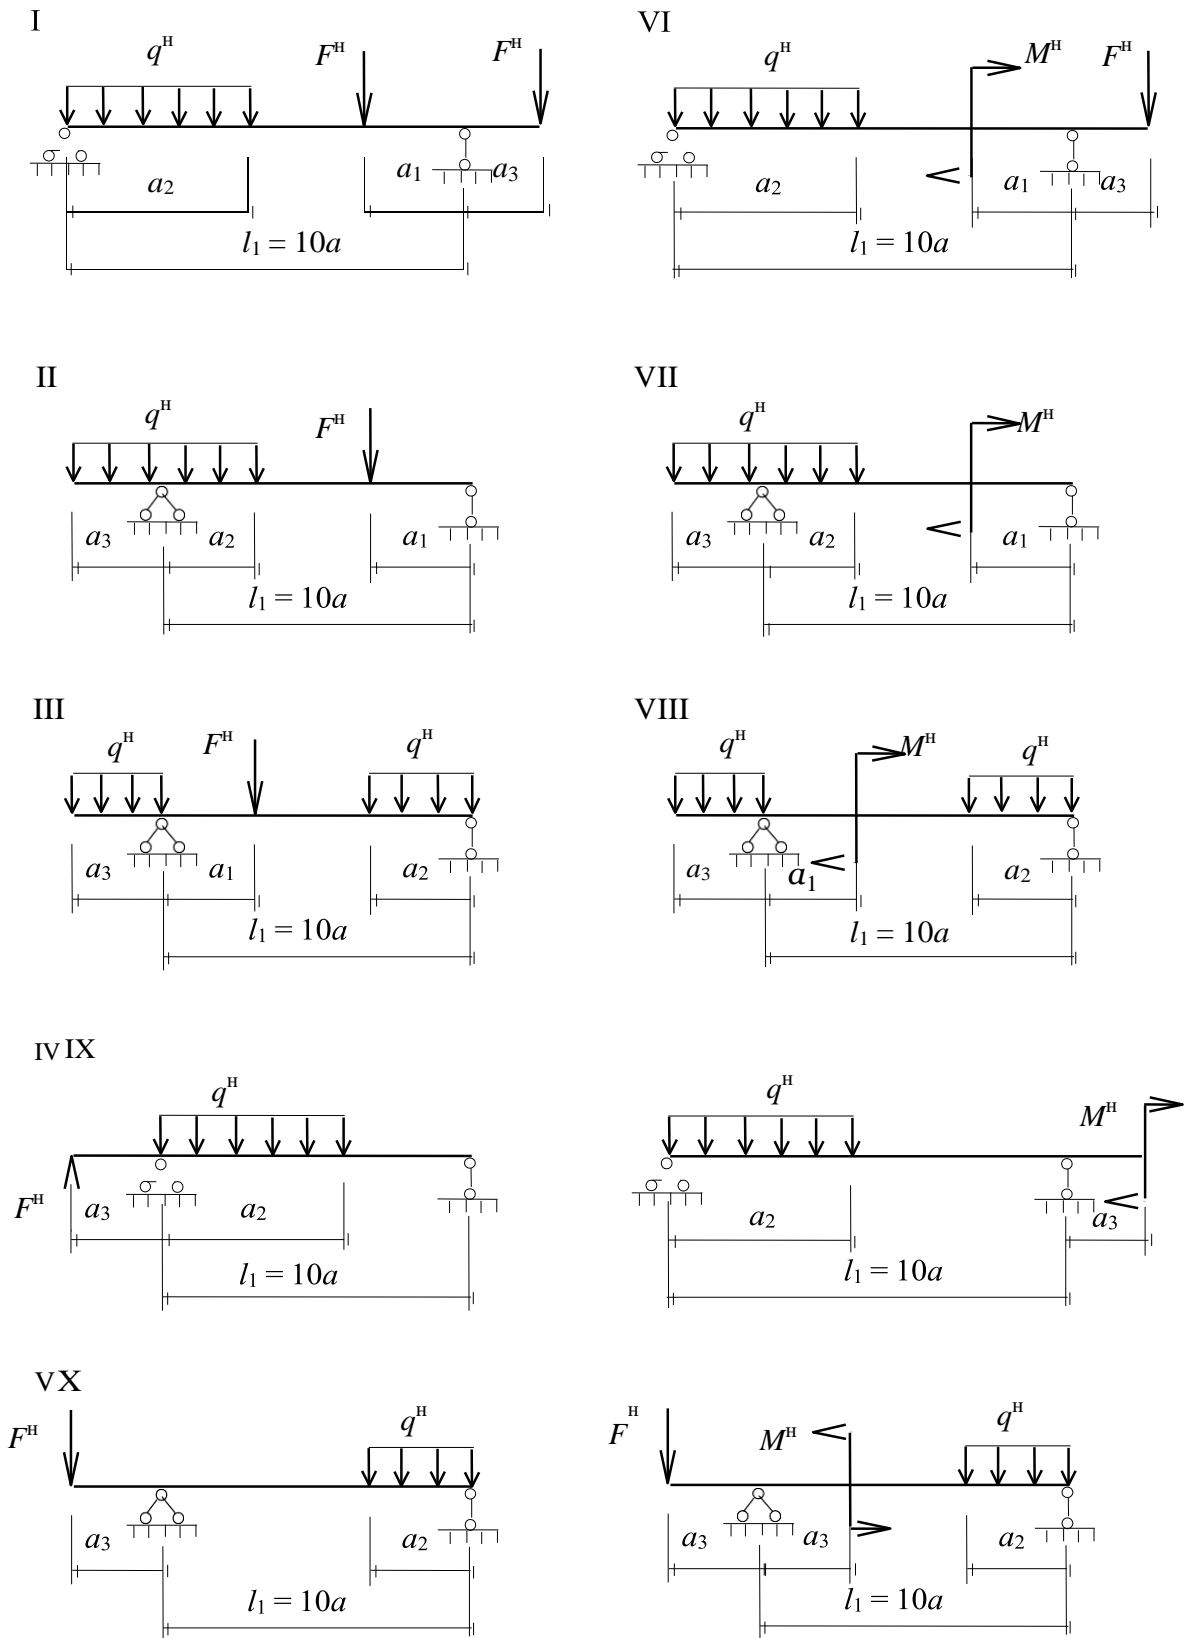 I
q^н F^н F^н
a₂ a₁ a₃
l₁ = 10a
VI
q^н M^н F^н
a₂ a₁ a₃
l₁ = 10a
II
q^н F^н
a₃ a₂ a₁
l₁ = 10a
VII
q^н M^н
a₃ a₂ a₁
l₁ = 10a
III
q^н F^н q^н
a₃ a₁ a₂
l₁ = 10a
VIII
q^н M^н q^н
a₃ a₁ a₂
l₁ = 10a
IV IX
q^н
F^н a₃ a₂
l₁ = 10a
q^н M^н
a₂ a₃
l₁ = 10a
V X
F^н q^н
a₃ a₂
l₁ = 10a
F^н M^н q^н
a₃ a₃ a₂
l₁ = 10a